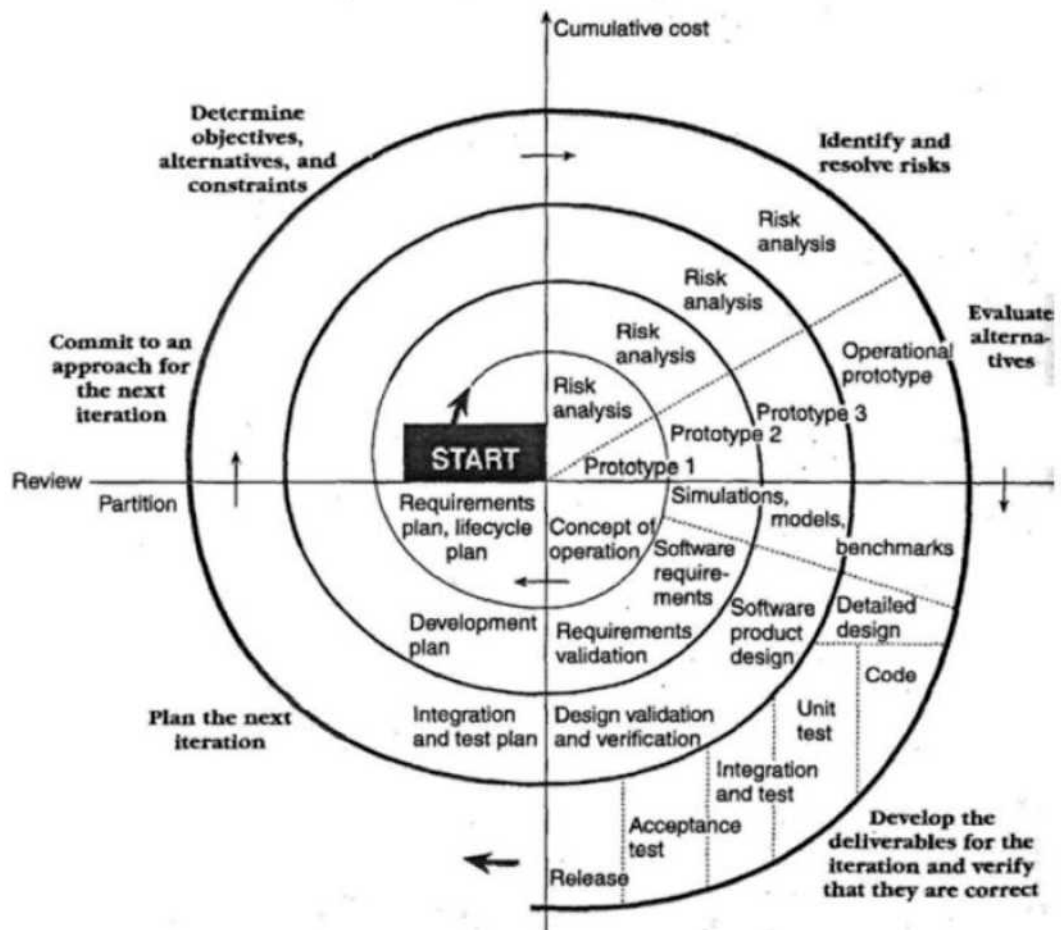 Cumulative cost
Determine
objectives,
alternatives, and
constraints
Identify and
resolve risks
Risk
analysis
Risk
analysis
Risk
analysis
Risk
analysis
Commit to an
approach for
the next
iteration
Evaluate
alterna-
tives
Operational
prototype
Prototype 3
Prototype 2
Prototype 1
START
Review
Partition
Requirements
plan, lifecycle
plan
Concept of
operation
Simulations,
models,
benchmarks
Software
require-
ments
Software
product
design
Detailed
design
Development
plan
Requirements
validation
Code
Unit
test
Plan the next
iteration
Integration
and test plan
Design validation
and verification
Integration
and test
Acceptance
test
Release
Develop the
deliverables for the
iteration and verify
that they are correct